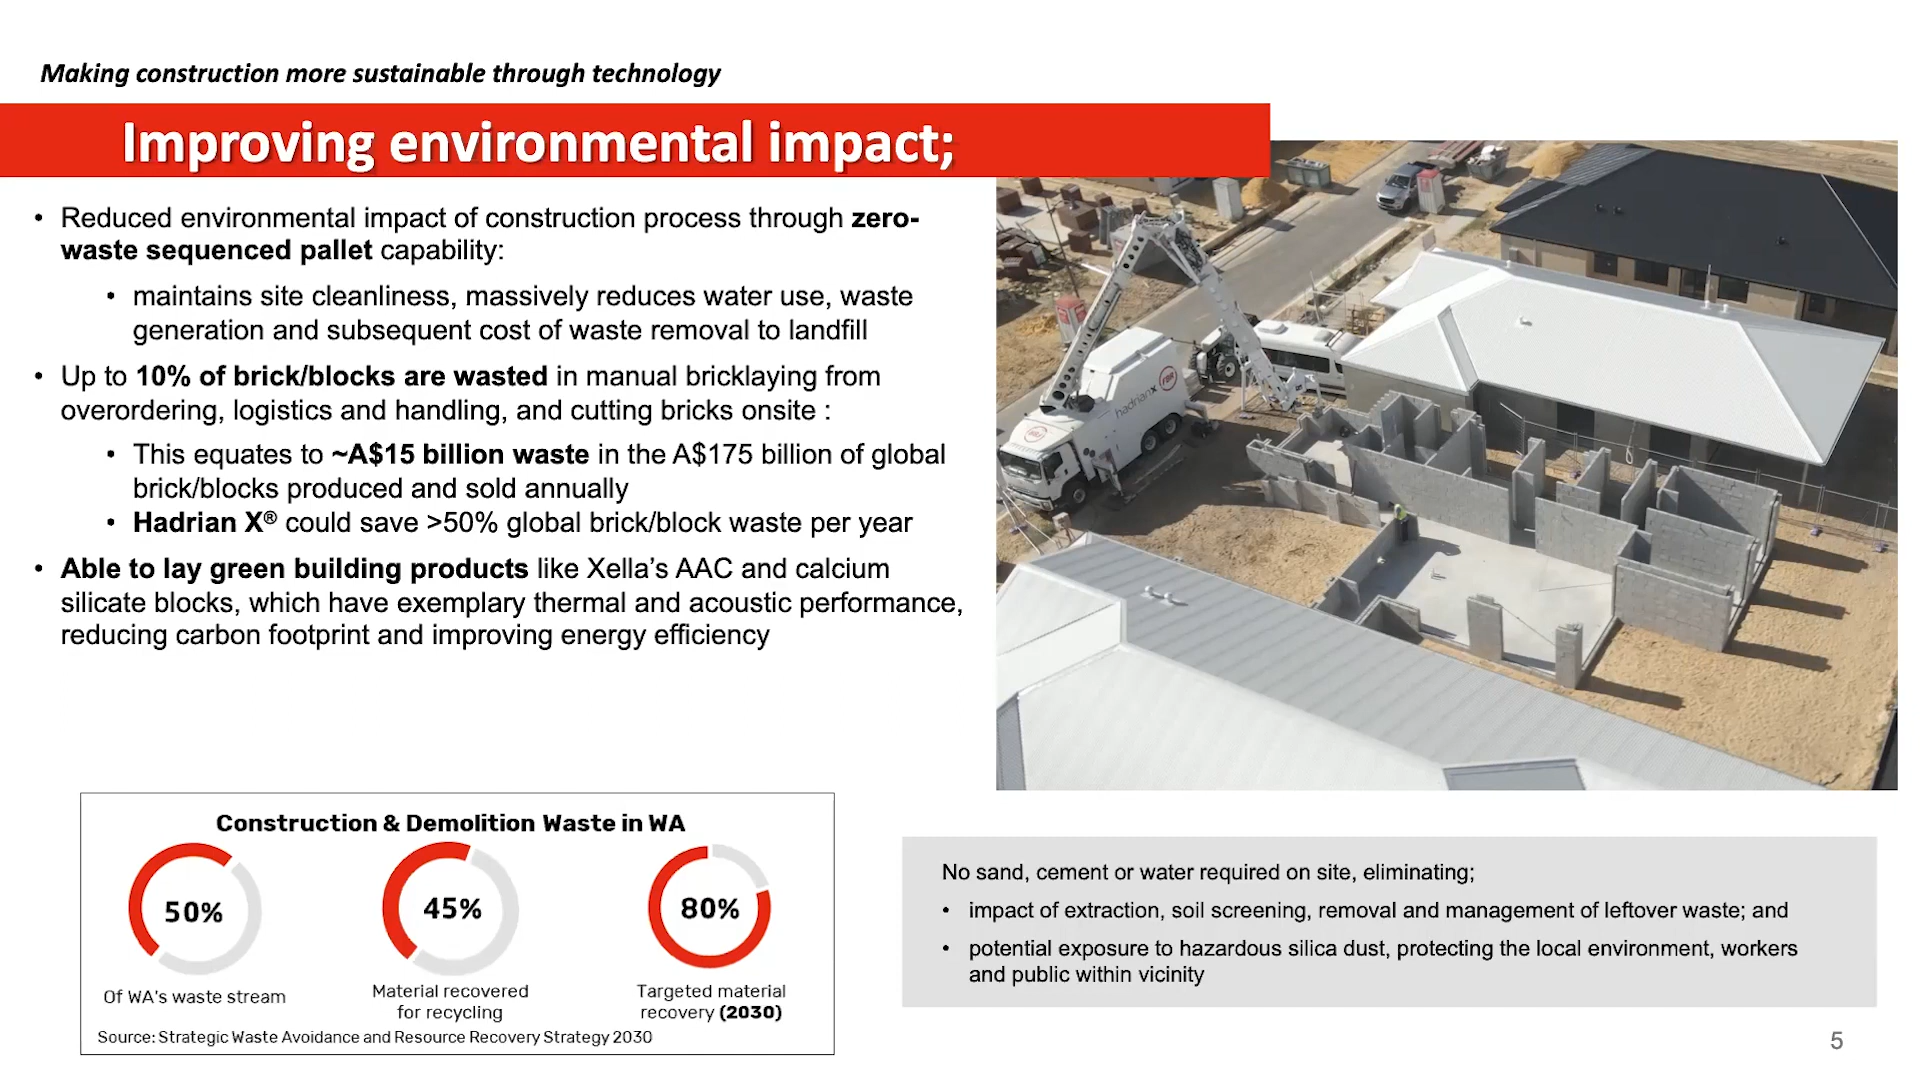 Making construction more sustainable through technology
Improving environmental impact;
• Reduced environmental impact of construction process through zero-
waste sequenced pallet capability:
• maintains site cleanliness, massively reduces water use, waste
generation and subsequent cost of waste removal to landfill
• Up to 10% of brick/blocks are wasted in manual bricklaying from
overordering, logistics and handling, and cutting bricks onsite :
• This equates to ~A$15 billion waste in the A$175 billion of global
brick/blocks produced and sold annually
• Hadrian X® could save >50% global brick/block waste per year
• Able to lay green building products like Xella’s AAC and calcium
silicate blocks, which have exemplary thermal and acoustic performance,
reducing carbon footprint and improving energy efficiency
hadrianX
FBR
FBR
Construction & Demolition Waste in WA
50%
Of WA's waste stream
45%
Material recovered
for recycling
80%
Targeted material
recovery (2030)
Source: Strategic Waste Avoidance and Resource Recovery Strategy 2030
No sand, cement or water required on site, eliminating;
• impact of extraction, soil screening, removal and management of leftover waste; and
• potential exposure to hazardous silica dust, protecting the local environment, workers
and public within vicinity
5